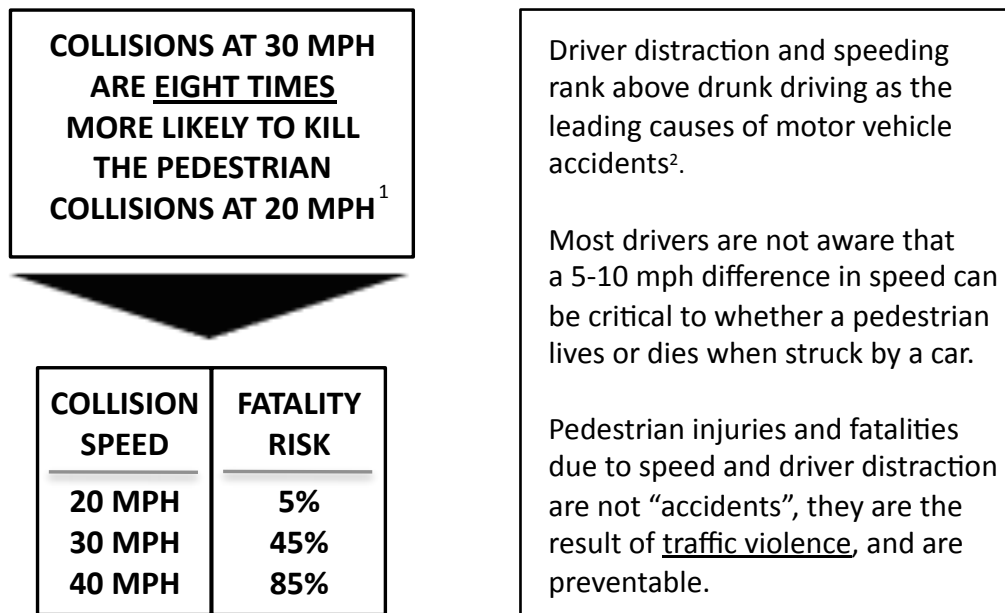 COLLISIONS AT 30 MPH
ARE EIGHT TIMES
MORE LIKELY TO KILL
THE PEDESTRIAN
COLLISIONS AT 20 MPH¹
COLLISION SPEED
FATALITY RISK
20 MPH 5%
30 MPH 45%
40 MPH 85%
Driver distraction and speeding
rank above drunk driving as the
leading causes of motor vehicle
accidents².
Most drivers are not aware that
a 5-10 mph difference in speed can
be critical to whether a pedestrian
lives or dies when struck by a car.
Pedestrian injuries and fatalities
due to speed and driver distraction
are not “accidents”, they are the
result of traffic violence, and are
preventable.